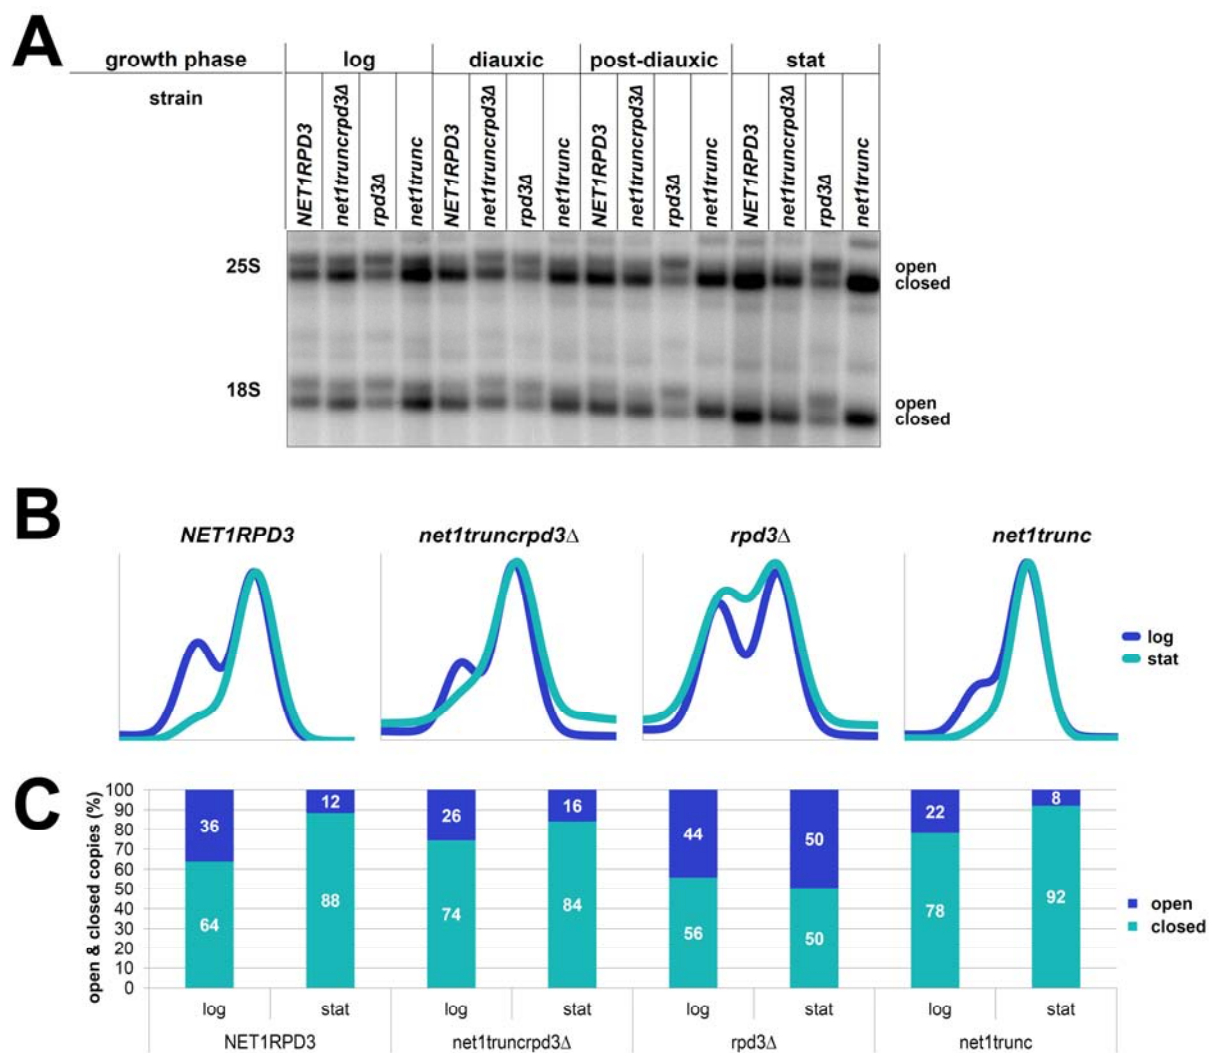 A
growth phase log diauxic post-diauxic stat
strain
NET1RPD3 net1truncrpd3Δ rpd3Δ net1trunc NET1RPD3 net1truncrpd3Δ rpd3Δ net1trunc NET1RPD3 net1truncrpd3Δ rpd3Δ net1trunc NET1RPD3 net1truncrpd3Δ rpd3Δ net1trunc
25S open
closed
18S open
closed
B
NET1RPD3 net1truncrpd3Δ rpd3Δ net1trunc
log
stat
C
open & closed copies (%)
100
90
80
70
60
50
40
30
20
10
0
36 12 26 16 44 50 22 8
64 88 74 84 56 50 78 92
open
closed
log stat log stat log stat log stat
NET1RPD3 net1truncrpd3Δ rpd3Δ net1trunc